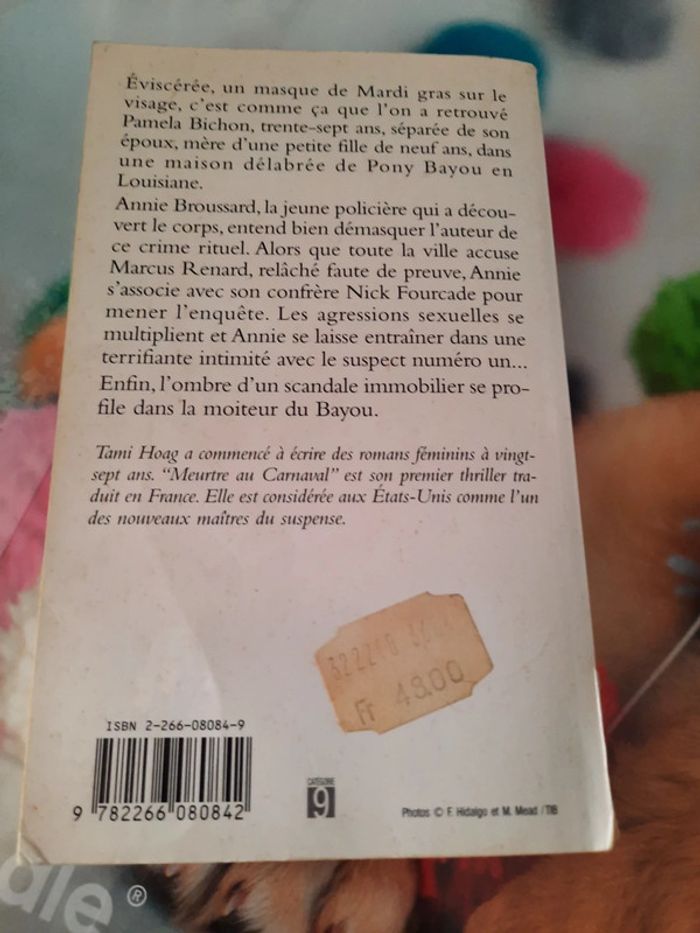 Éviscérée, un masque de Mardi gras sur le
visage, c'est comme ça que l'on a retrouvé
Pamela Bichon, trente-sept ans, séparée de son
époux, mère d'une petite fille de neuf ans, dans
une maison délabrée de Pony Bayou en
Louisiane.
Annie Broussard, la jeune policière qui a décou-
vert le corps, entend bien démasquer l'auteur de
ce crime rituel. Alors que toute la ville accuse
Marcus Renard, relâché faute de preuve, Annie
s'associe avec son confrère Nick Fourcade pour
mener l'enquête. Les agressions sexuelles se
multiplient et Annie se laisse entraîner dans une
terrifiante intimité avec le suspect numéro un...
Enfin, l'ombre d'un scandale immobilier se pro-
file dans la moiteur du Bayou.
Tami Hoag a commencé à écrire des romans féminins à vingt-
sept ans. "Meurtre au Carnaval" est son premier thriller tra-
duit en France. Elle est considérée aux États-Unis comme l'un
des nouveaux maîtres du suspense.
Fr 48.00
ISBN 2-266-08084-9
9 782266 080842
CATÉGORIE
9
Photos © F. Hidalgo et M. Mead / TIB
ale ®